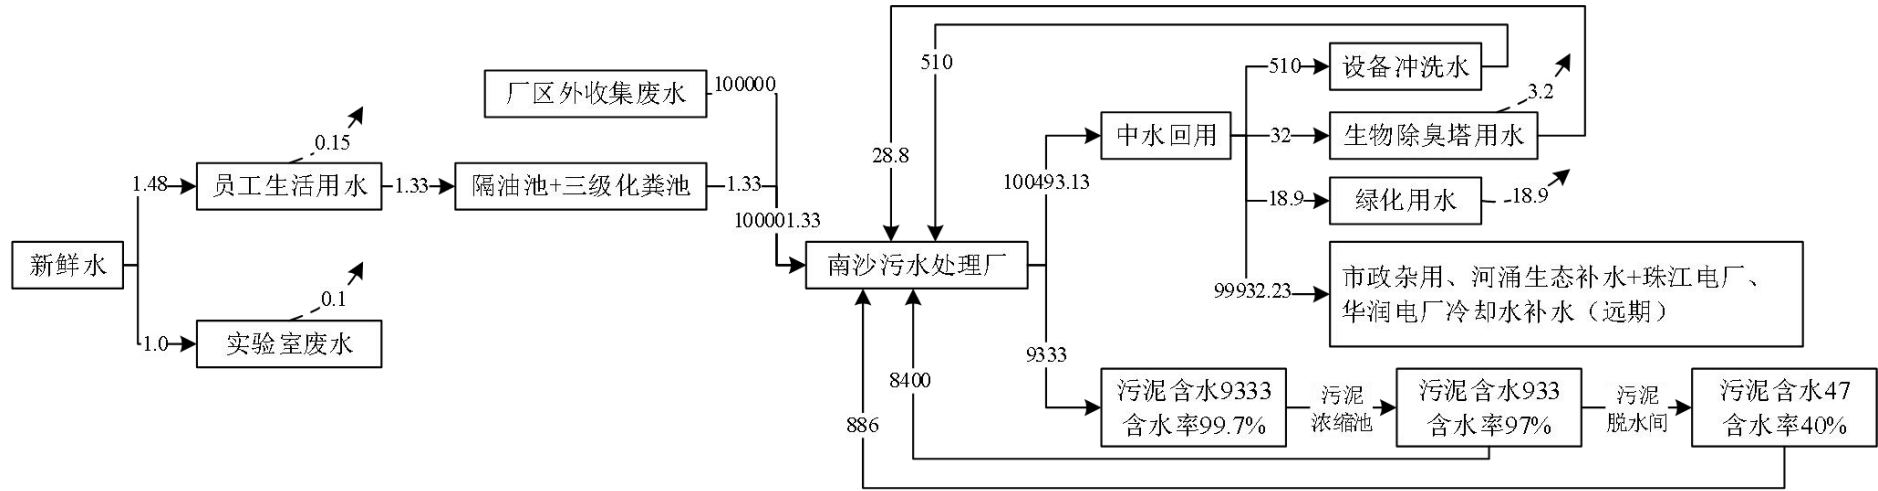 510
设备冲洗水
510
厂区外收集废水
100000
3.2
0.15
28.8
中水回用
32
生物除臭塔用水
1.48
员工生活用水
1.33
隔油池+三级化粪池
1.33
100493.13
18.9
绿化用水
18.9
100001.33
新鲜水
南沙污水处理厂
市政杂用、河涌生态补水+珠江电厂、
华润电厂冷却水补水（远期）
99932.23
0.1
1.0
实验室废水
9333
8400
886
污泥含水9333
含水率99.7%
污泥
浓缩池
污泥含水933
含水率97%
污泥
脱水间
污泥含水47
含水率40%